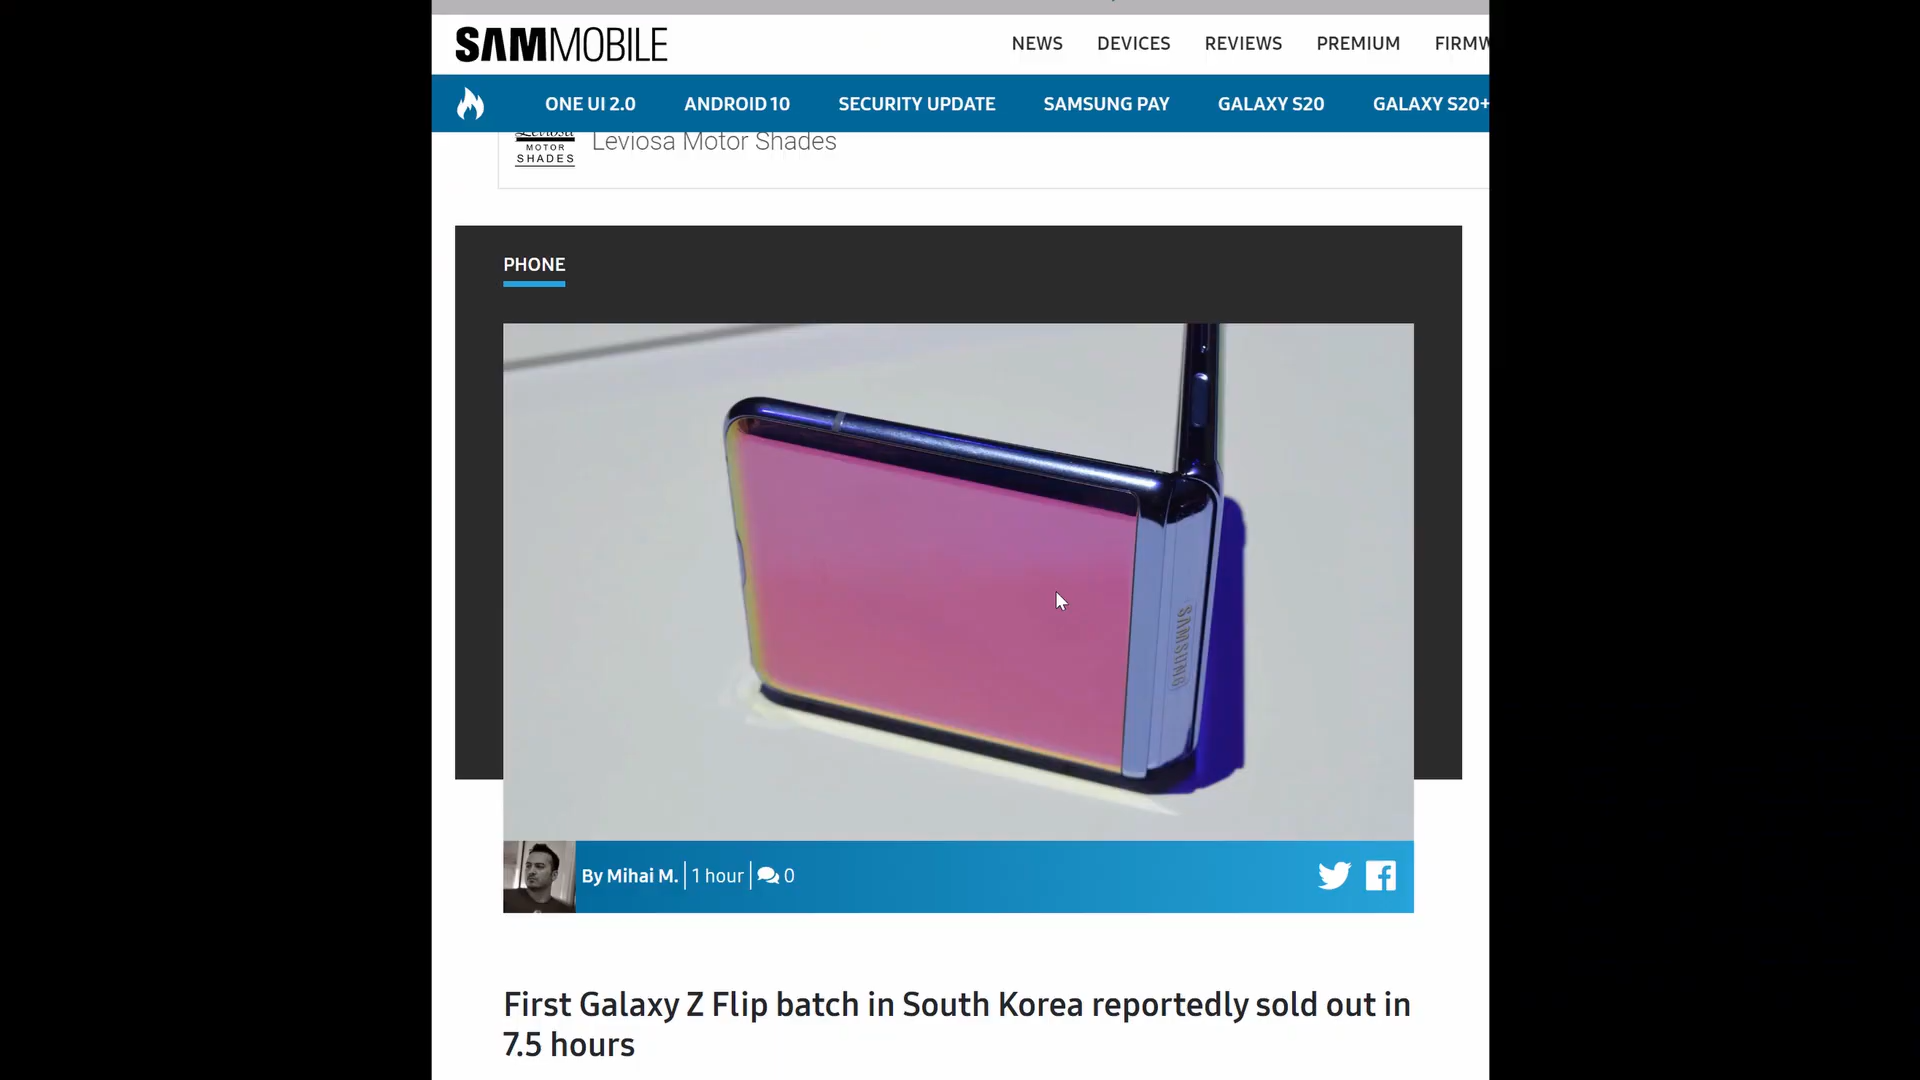 SAMMOBILE
NEWS DEVICES REVIEWS PREMIUM FIRMW
ONE UI 2.0 ANDROID 10 SECURITY UPDATE SAMSUNG PAY GALAXY S20 GALAXY S20+
Leviosa
MOTOR
SHADES
Leviosa Motor Shades
PHONE
SAMSUNG
By Mihai M. 1 hour 0
First Galaxy Z Flip batch in South Korea reportedly sold out in
7.5 hours